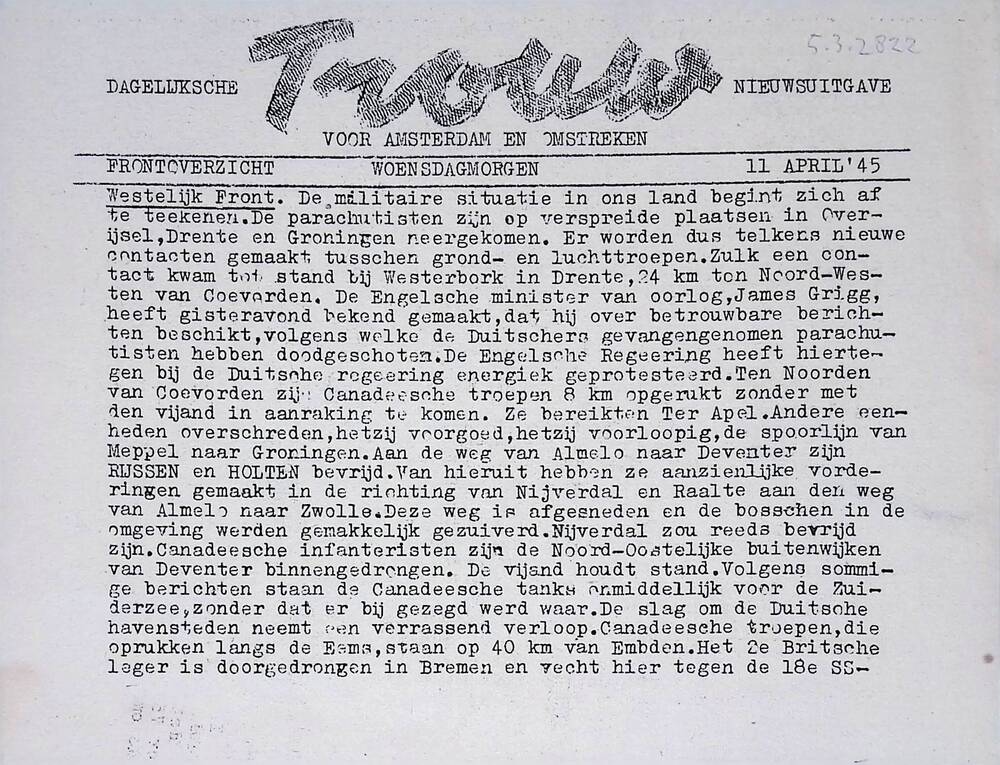 5.3.2822
Trouw
DAGELIJKSCHE NIEUWSUITGAVE
VOOR AMSTERDAM EN OMSTREKEN
FRONTOVERZICHT WOENSDAGMORGEN 11 APRIL'45
Westelijk Front. De militaire situatie in ons land begint zich af
te teekenen.De parachutisten zijn op verspreide plaatsen in Over-
ijsel,Drente en Groningen neergekomen. Er worden dus telkens nieuwe
contacten gemaakt tusschen grond- en luchttroepen.Zulk een con-
tact kwam tot stand bij Westerbork in Drente,24 km ten Noord-Wes-
ten van Coevorden. De Engelsche minister van oorlog,James Grigg,
heeft gisteravond bekend gemaakt,dat hij over betrouwbare berich-
ten beschikt,volgens welke de Duitschers gevangengenomen parachu-
tisten hebben doodgeschoten.De Engelsche Regeering heeft hierte-
gen bij de Duitsche regeering energiek geprotesteerd.Ten Noorden
van Coevorden zijn Canadeesche troepen 8 km opgerukt zonder met
den vijand in aanraking te komen. Ze bereikten Ter Apel.Andere een-
heden overschreden,hetzij voorgoed,hetzij voorloopig,de spoorlijn van
Meppel naar Groningen.Aan de weg van Almelo naar Deventer zijn
RIJSSEN en HOLTEN bevrijd.Van hieruit hebben ze aanzienlijke vorde-
ringen gemaakt in de richting van Nijverdal en Raalte aan den weg
van Almelo naar Zwolle.Deze weg is afgesneden en de bosschen in de
omgeving werden gemakkelijk gezuiverd.Nijverdal zou reeds bevrijd
zijn.Canadeesche infanteristen zijn de Noord-Oostelijke buitenwijken
van Deventer binnengedrongen. De vijand houdt stand.Volgens sommi-
ge berichten staan de Canadeesche tanks onmiddellijk voor de Zui-
derzee,zonder dat er bij gezegd werd waar.De slag om de Duitsche
havensteden neemt een verrassend verloop.Canadeesche troepen,die
oprukken langs de Eems,staan op 40 km van Embden.Het 2e Britsche
leger is doorgedrongen in Bremen en vecht hier tegen de 18e SS-